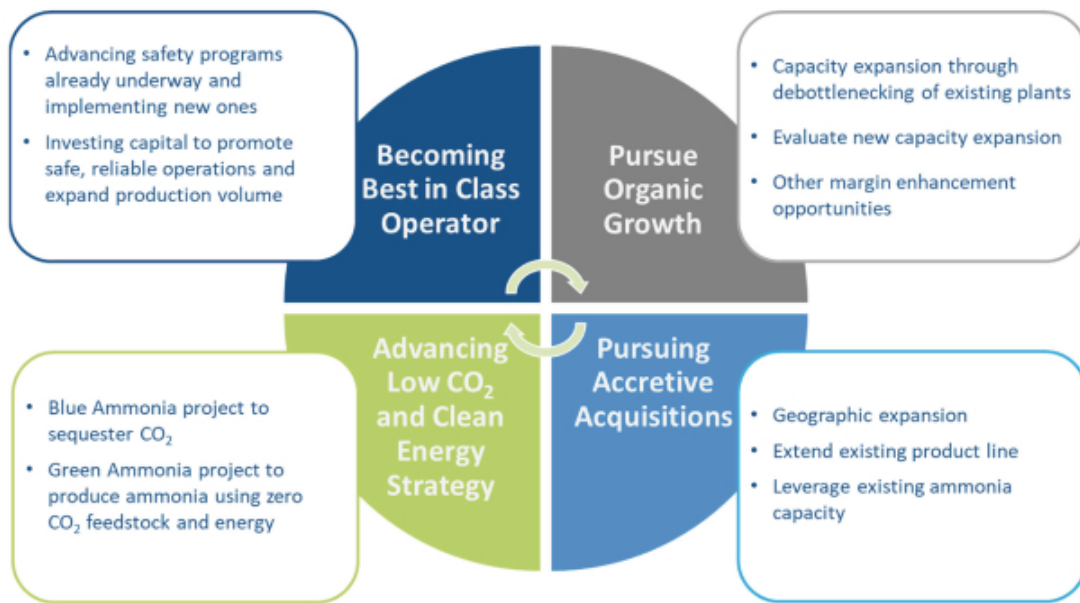 • Advancing safety programs
already underway and
implementing new ones
• Investing capital to promote
safe, reliable operations and
expand production volume
Becoming
Best in Class
Operator
Pursue
Organic
Growth
• Capacity expansion through
debottlenecking of existing plants
• Evaluate new capacity expansion
• Other margin enhancement
opportunities
• Blue Ammonia project to
sequester CO₂
• Green Ammonia project to
produce ammonia using zero
CO₂ feedstock and energy
Advancing
Low CO₂
and Clean
Energy
Strategy
Pursuing
Accretive
Acquisitions
• Geographic expansion
• Extend existing product line
• Leverage existing ammonia
capacity